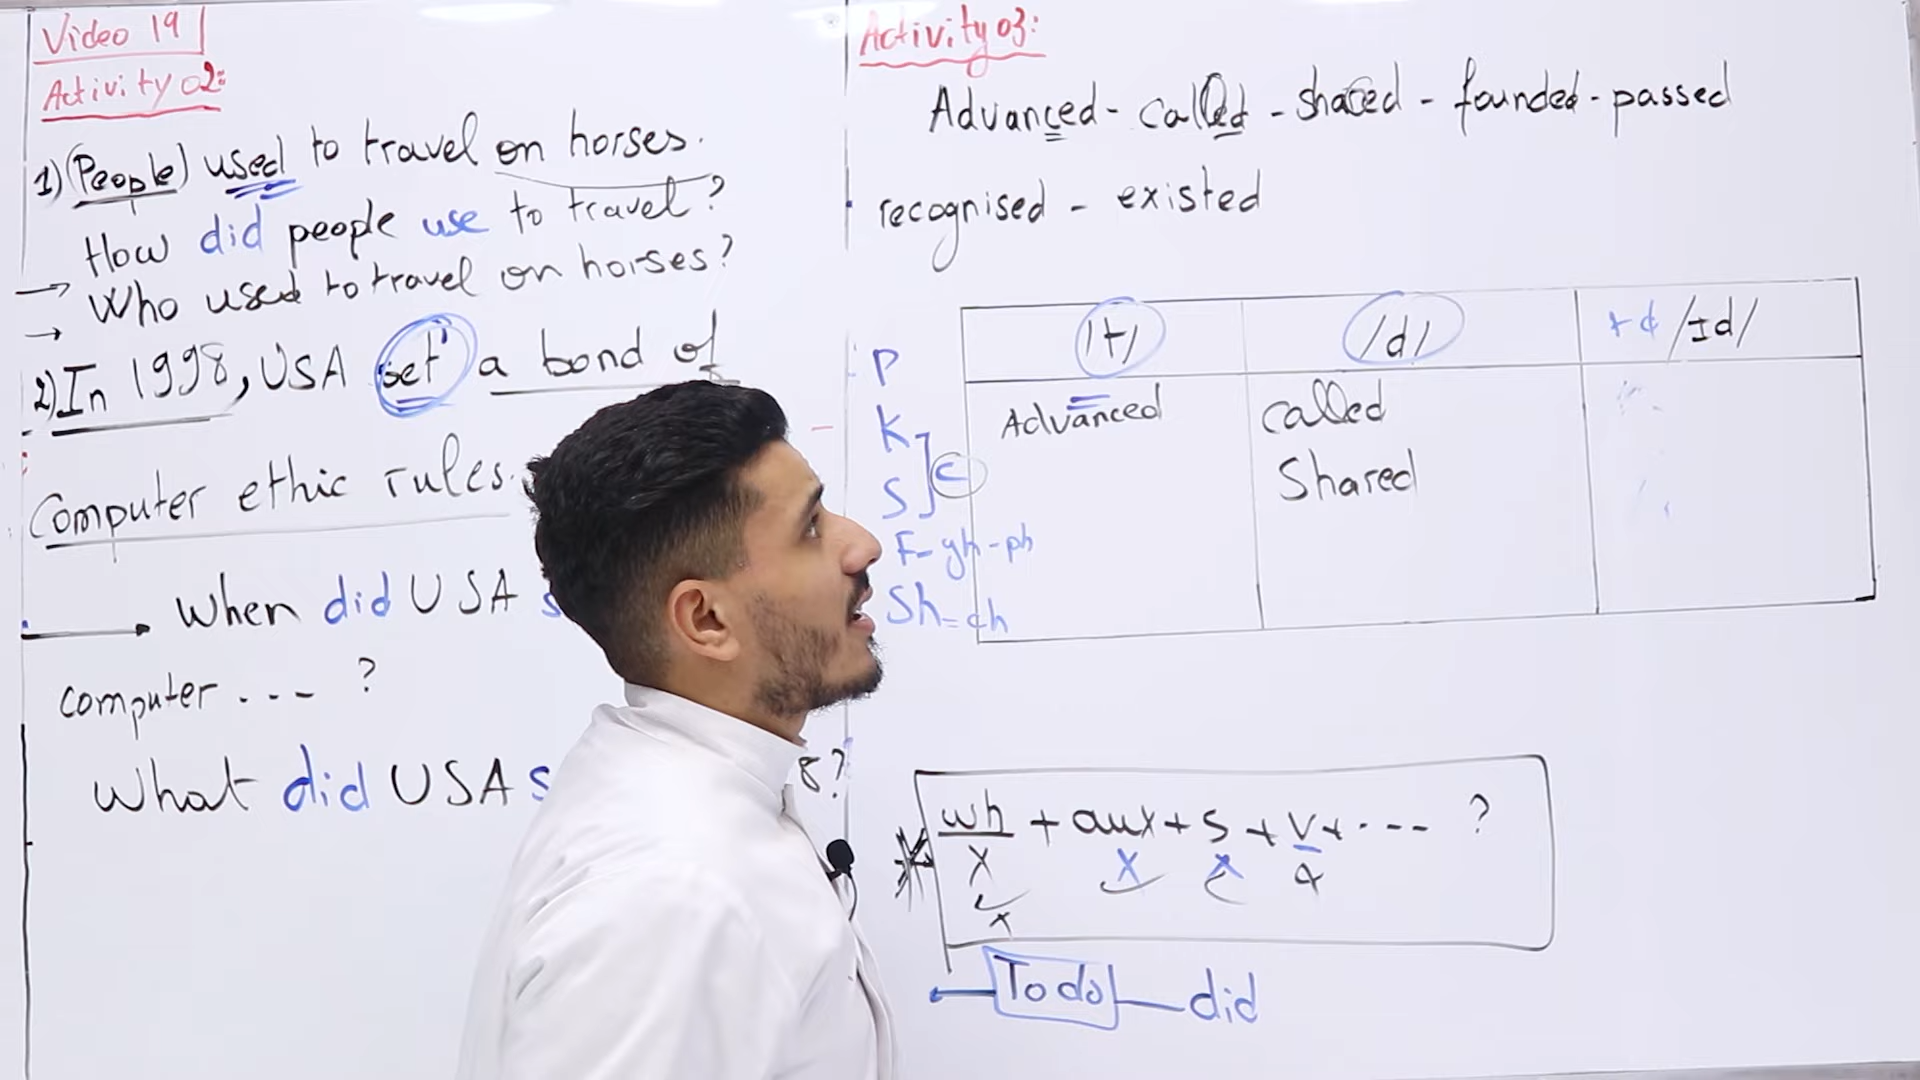 Video 19
Activity 02:
1) (People) used to travel on horses.
How did people use to travel?
→ Who used to travel on horses?
→
2) In 1998, USA set a bond of
Computer ethic rules.
When did USA s
computer --- ?
What did USA s 8?
Activity 03:
Advanced - called - shared - founded - passed
recognised - existed
/t/ /d/ t d /ɪd/
P
K
S
c
F - gh - ph
Sh = ch
Advanced called
Shared
wh + aux + S + V + ---- ?
To do did